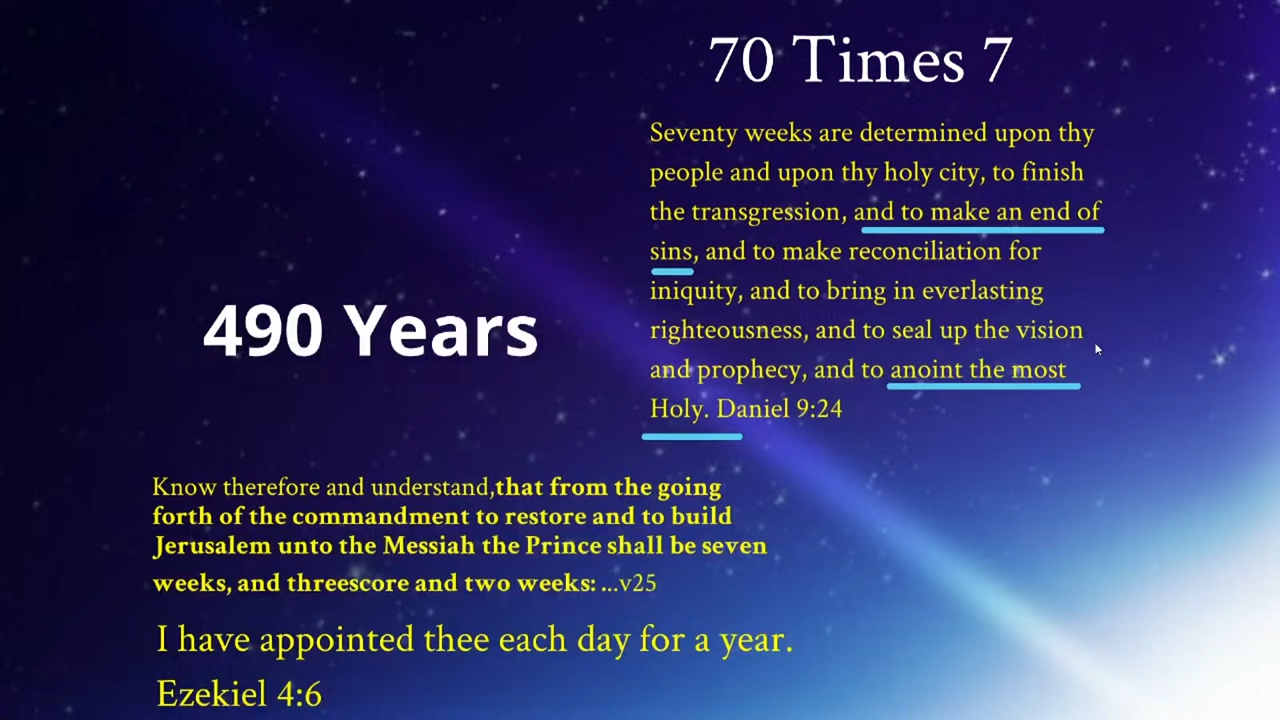 70 Times 7
Seventy weeks are determined upon thy
people and upon thy holy city, to finish
the transgression, and to make an end of
sins, and to make reconciliation for
iniquity, and to bring in everlasting
righteousness, and to seal up the vision
and prophecy, and to anoint the most
Holy. Daniel 9:24
490 Years
Know therefore and understand,that from the going
forth of the commandment to restore and to build
Jerusalem unto the Messiah the Prince shall be seven
weeks, and threescore and two weeks: ...v25
I have appointed thee each day for a year.
Ezekiel 4:6